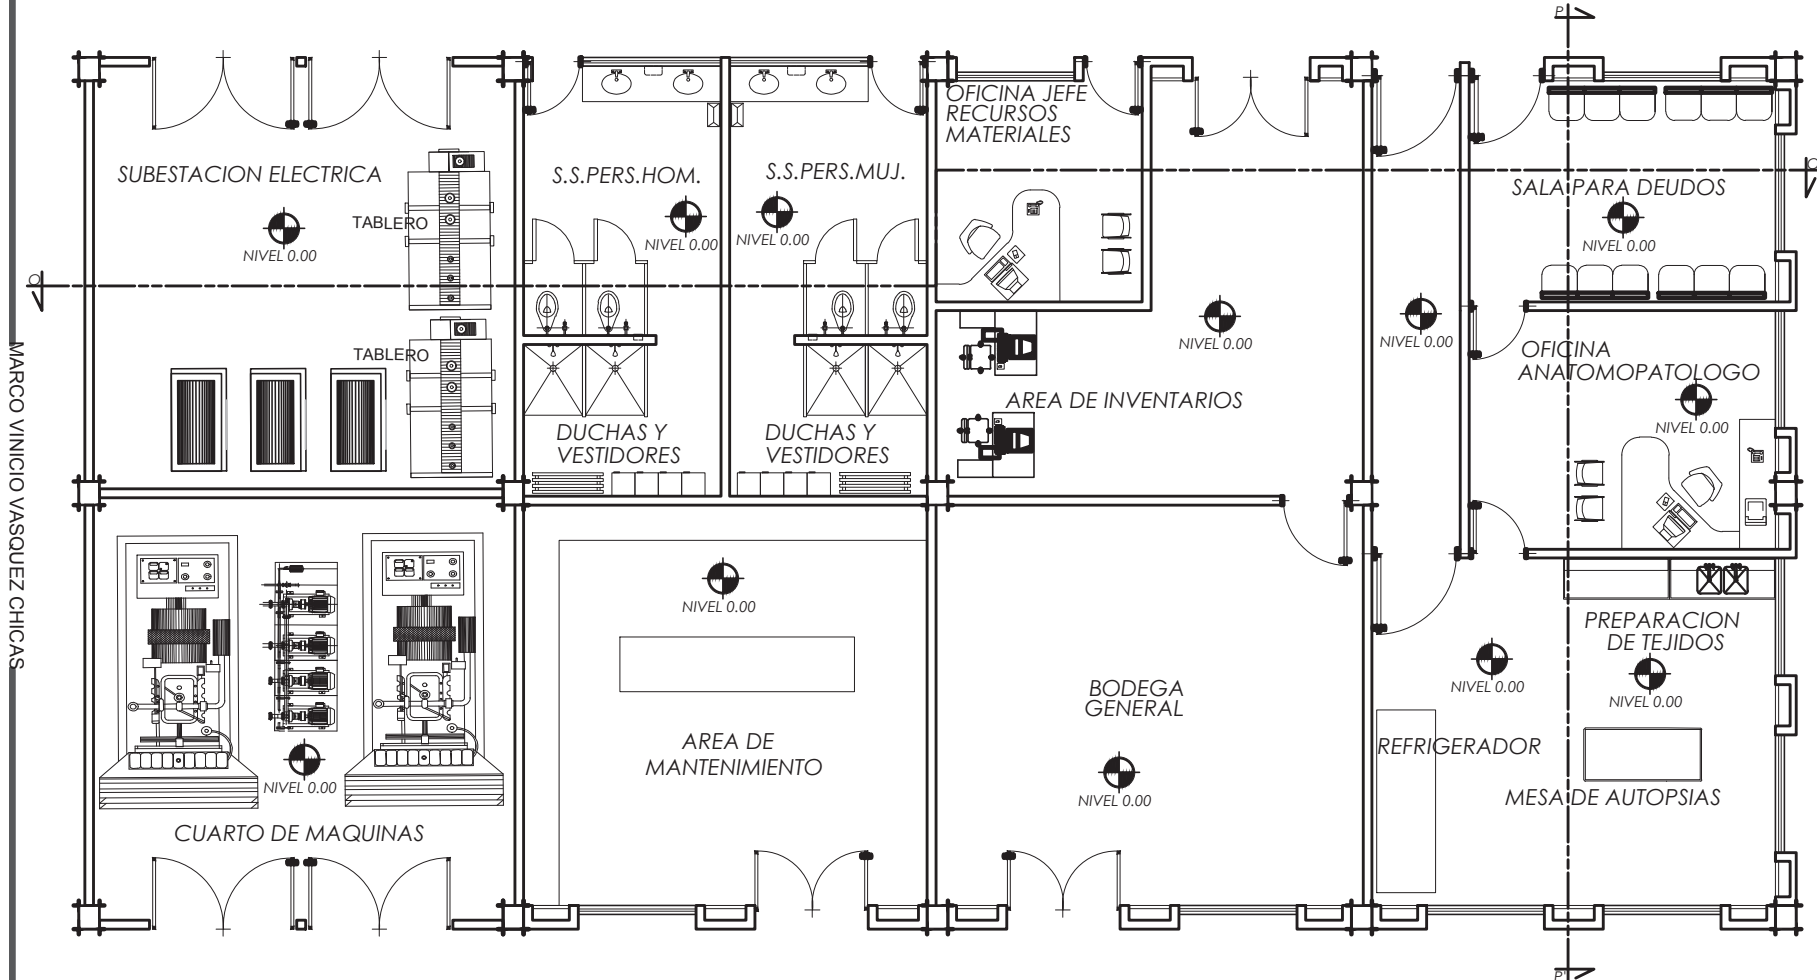 P
OFICINA JEFE
RECURSOS
MATERIALES
SUBESTACION ELECTRICA
S.S.PERS.HOM.
S.S.PERS.MUJ.
SALA PARA DEUDOS
TABLERO
NIVEL 0.00
NIVEL 0.00
NIVEL 0.00
NIVEL 0.00
O
O
NIVEL 0.00
NIVEL 0.00
TABLERO
OFICINA
ANATOMOPATOLOGO
AREA DE INVENTARIOS
NIVEL 0.00
DUCHAS Y
VESTIDORES
DUCHAS Y
VESTIDORES
MARCO VINICIO VASQUEZ CHICAS
NIVEL 0.00
PREPARACION
DE TEJIDOS
NIVEL 0.00
NIVEL 0.00
BODEGA
GENERAL
AREA DE
MANTENIMIENTO
REFRIGERADOR
NIVEL 0.00
NIVEL 0.00
MESA DE AUTOPSIAS
CUARTO DE MAQUINAS
P'